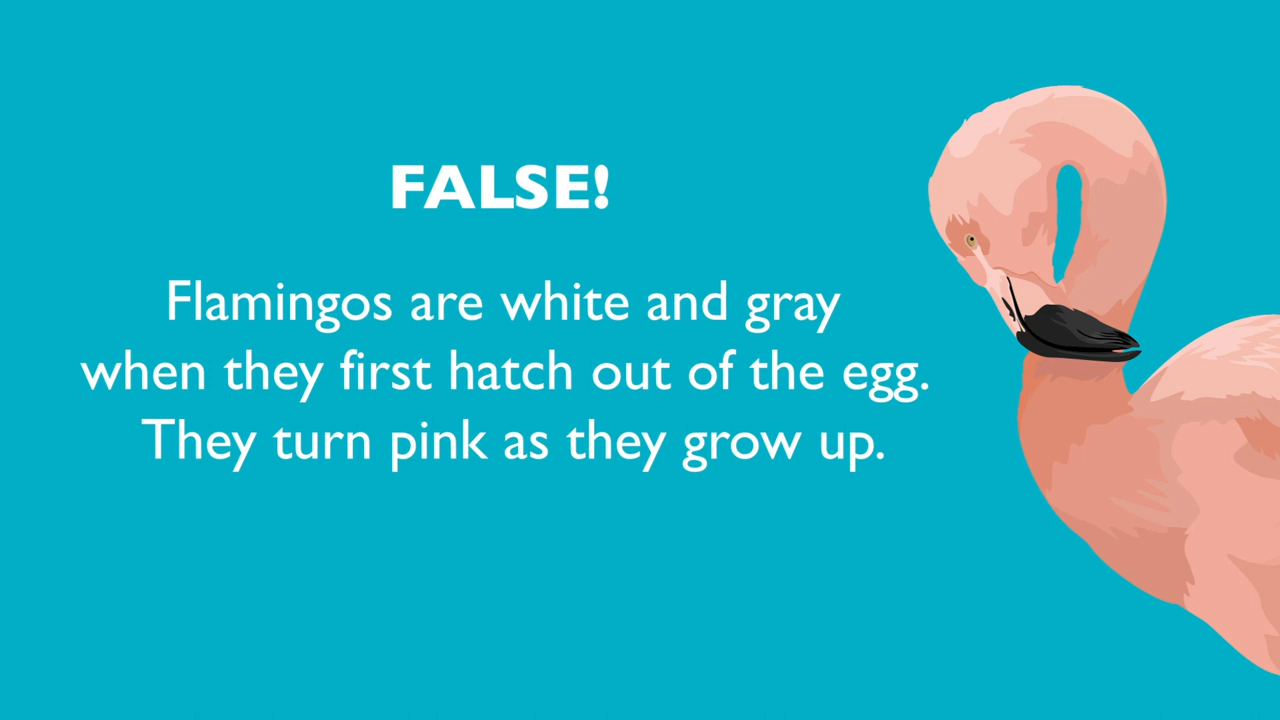 FALSE!
Flamingos are white and gray
when they first hatch out of the egg.
They turn pink as they grow up.